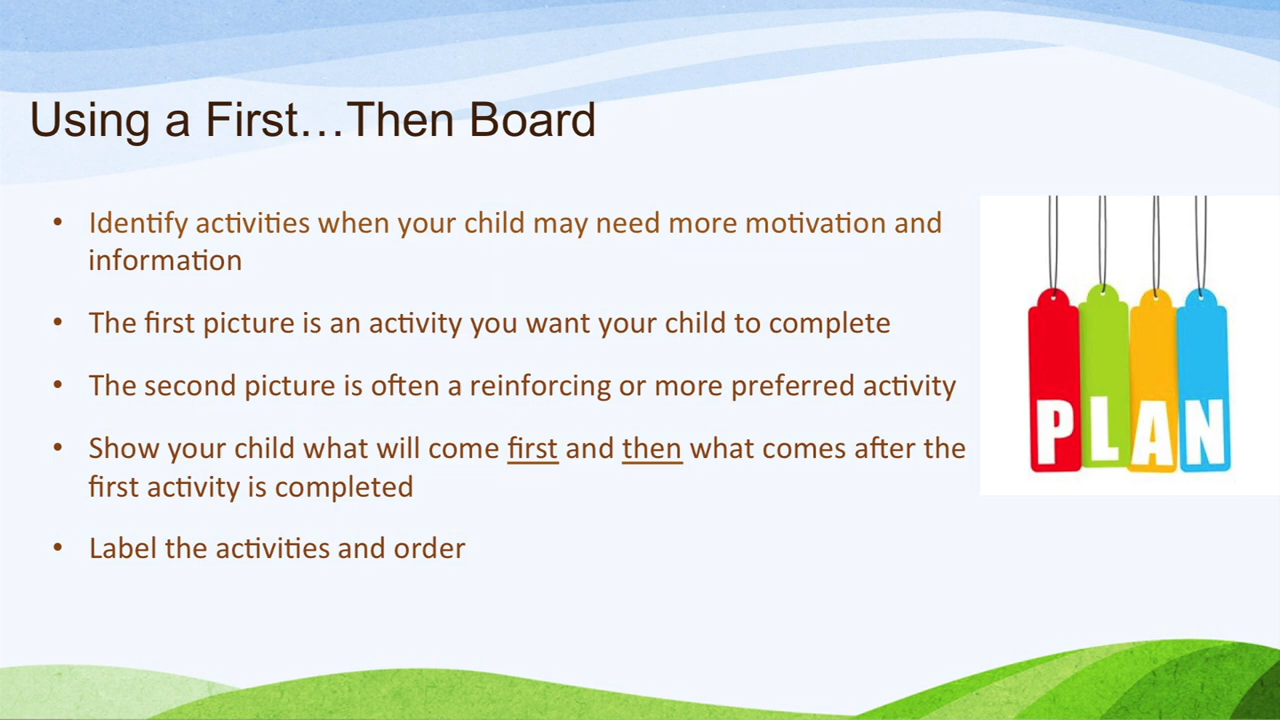 Using a First…Then Board
• Identify activities when your child may need more motivation and
information
• The first picture is an activity you want your child to complete
• The second picture is often a reinforcing or more preferred activity
• Show your child what will come first and then what comes after the
first activity is completed
• Label the activities and order
PLAN